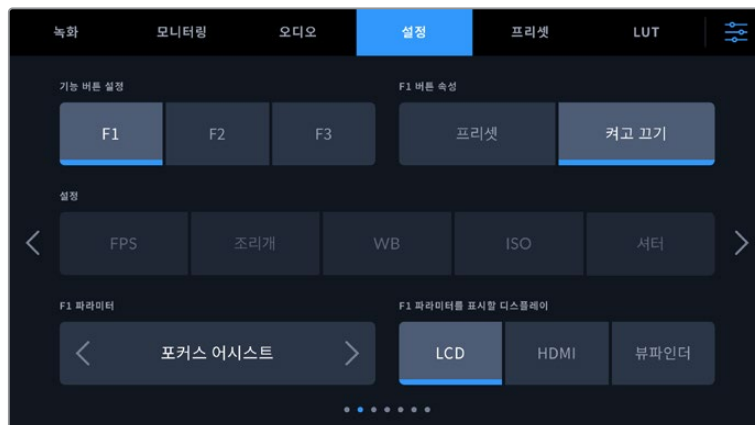 녹화 모니터링 오디오 설정 프리셋 LUT
기능 버튼 설정 F1 버튼 속성
F1 F2 F3 프리셋 켜고 끄기
설정
FPS 조리개 WB ISO 셔터
F1 파라미터 F1 파라미터를 표시할 디스플레이
포커스 어시스트 LCD HDMI 뷰파인더